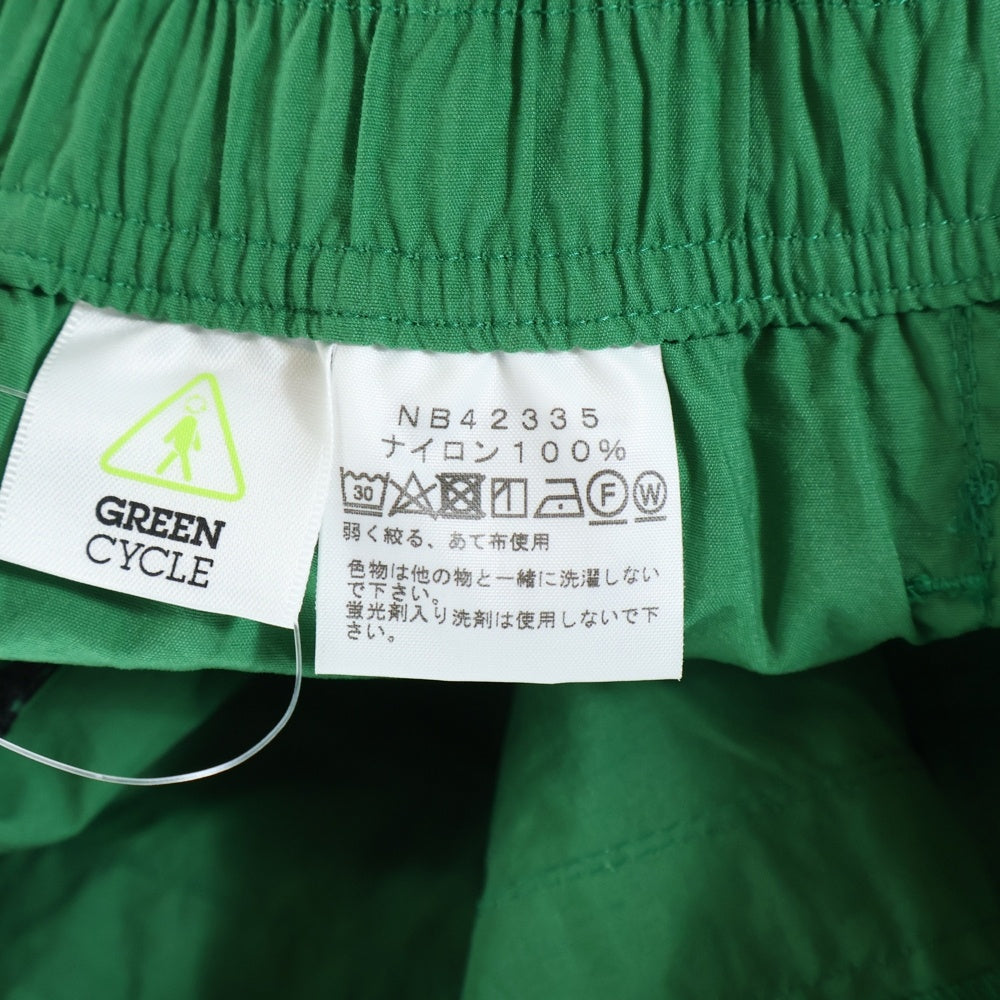 GREEN
CYCLE
NB42335
ナイロン100%
30
F
W
弱く絞る、あて布使用
色物は他の物と一緒に洗濯しない
で下さい。
蛍光剤入り洗剤は使用しないで下
さい。